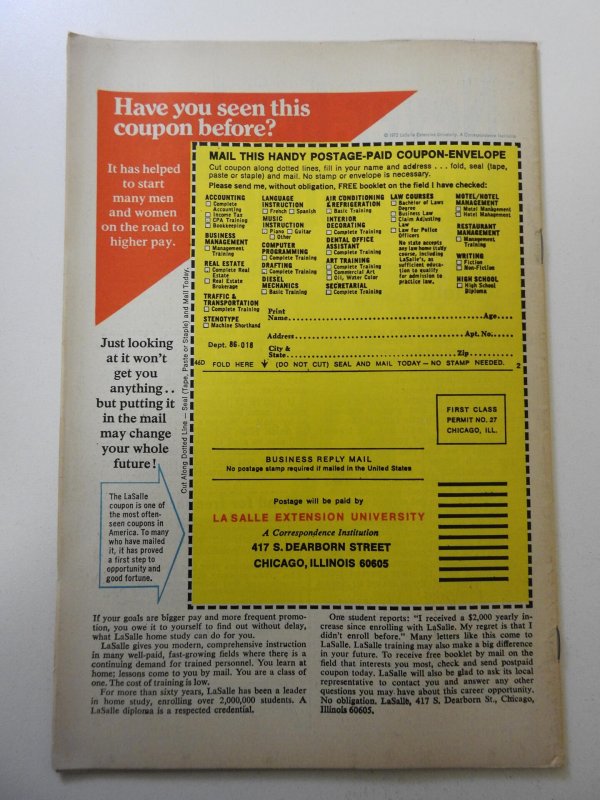 Have you seen this
coupon before?
© 1973 LaSalle Extension University, A Correspondence Institution
It has helped
to start
many men
and women
on the road to
higher pay.
MAIL THIS HANDY POSTAGE-PAID COUPON-ENVELOPE
Cut coupon along dotted lines, fill in your name and address . . . fold, seal (tape,
paste or staple) and mail. No stamp or envelope is necessary.
Please send me, without obligation, FREE booklet on the field I have checked:
ACCOUNTING
Complete
Accounting
Income Tax
CPA Training
Bookkeeping
BUSINESS
MANAGEMENT
Management
Training
REAL ESTATE
Complete Real
Estate
Real Estate
Brokerage
TRAFFIC &
TRANSPORTATION
Complete Training
STENOTYPE
Machine Shorthand
LANGUAGE
INSTRUCTION
French Spanish
MUSIC
INSTRUCTION
Piano Guitar
Other
COMPUTER
PROGRAMMING
Complete Training
DRAFTING
Complete Training
DIESEL
MECHANICS
Basic Training
AIR CONDITIONING
& REFRIGERATION
Basic Training
INTERIOR
DECORATING
Complete Training
DENTAL OFFICE
ASSISTANT
Complete Training
ART TRAINING
Complete Training
Commercial Art
Oil, Water Color
SECRETARIAL
Complete Training
LAW COURSES
Bachelor of Laws
Degree
Business Law
Claim Adjusting
Law
Law for Police
Officers
No state accepts
any law home study
course, including
LaSalle's, as
sufficient educa-
tion to qualify
for admission to
practice law.
MOTEL/HOTEL
MANAGEMENT
Motel Management
Hotel Management
RESTAURANT
MANAGEMENT
Management
Training
WRITING
Fiction
Non-Fiction
HIGH SCHOOL
High School
Diploma
Print
Name Age
Address Apt. No.
City &
State Zip
Dept. 86-018
46D FOLD HERE (DO NOT CUT) SEAL AND MAIL TODAY — NO STAMP NEEDED. 2
Cut Along Dotted Line — Seal (Tape, Paste or Staple) and Mail Today.
Just looking
at it won't
get you
anything . .
but putting it
in the mail
may change
your whole
future!
The LaSalle
coupon is one of
the most often-
seen coupons in
America. To many
who have mailed
it, it has proved
a first step to
opportunity and
good fortune.
FIRST CLASS
PERMIT NO. 27
CHICAGO, ILL.
BUSINESS REPLY MAIL
No postage stamp required if mailed in the United States
Postage will be paid by
LA SALLE EXTENSION UNIVERSITY
A Correspondence Institution
417 S. DEARBORN STREET
CHICAGO, ILLINOIS 60605
If your goals are bigger pay and more frequent promo-
tion, you owe it to yourself to find out without delay,
what LaSalle home study can do for you.
LaSalle gives you modern, comprehensive instruction
in many well-paid, fast-growing fields where there is a
continuing demand for trained personnel. You learn at
home; lessons come to you by mail. You are a class of
one. The cost of training is low.
For more than sixty years, LaSalle has been a leader
in home study, enrolling over 2,000,000 students. A
LaSalle diploma is a respected credential.
One student reports: "I received a $2,000 yearly in-
crease since enrolling with LaSalle. My regret is that I
didn't enroll before." Many letters like this come to
LaSalle. LaSalle training may also make a big difference
in your future. To receive free booklet by mail on the
field that interests you most, check and send postpaid
coupon today. LaSalle will also be glad to ask its local
representative to contact you and answer any other
questions you may have about this career opportunity.
No obligation. LaSalle, 417 S. Dearborn St., Chicago,
Illinois 60605.